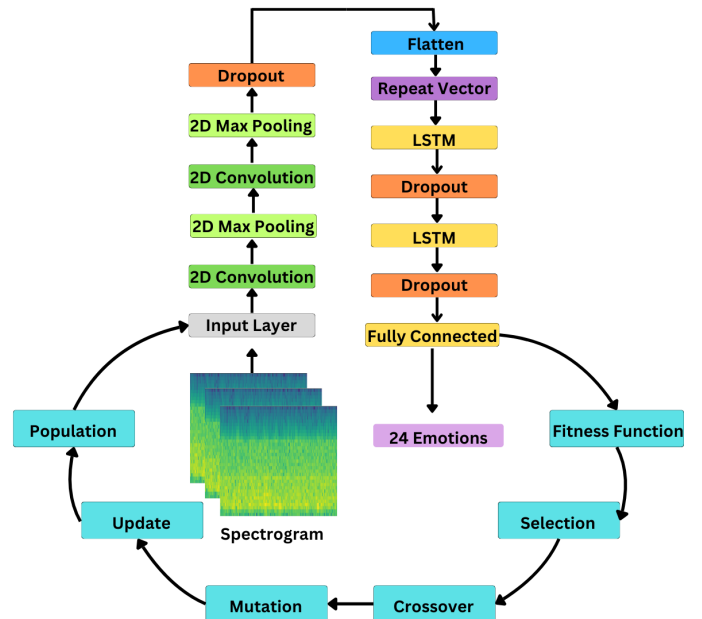 Flatten
Dropout
Repeat Vector
2D Max Pooling
LSTM
2D Convolution
Dropout
2D Max Pooling
LSTM
2D Convolution
Dropout
Input Layer
Fully Connected
Population
24 Emotions
Fitness Function
Update
Spectrogram
Selection
Mutation
Crossover